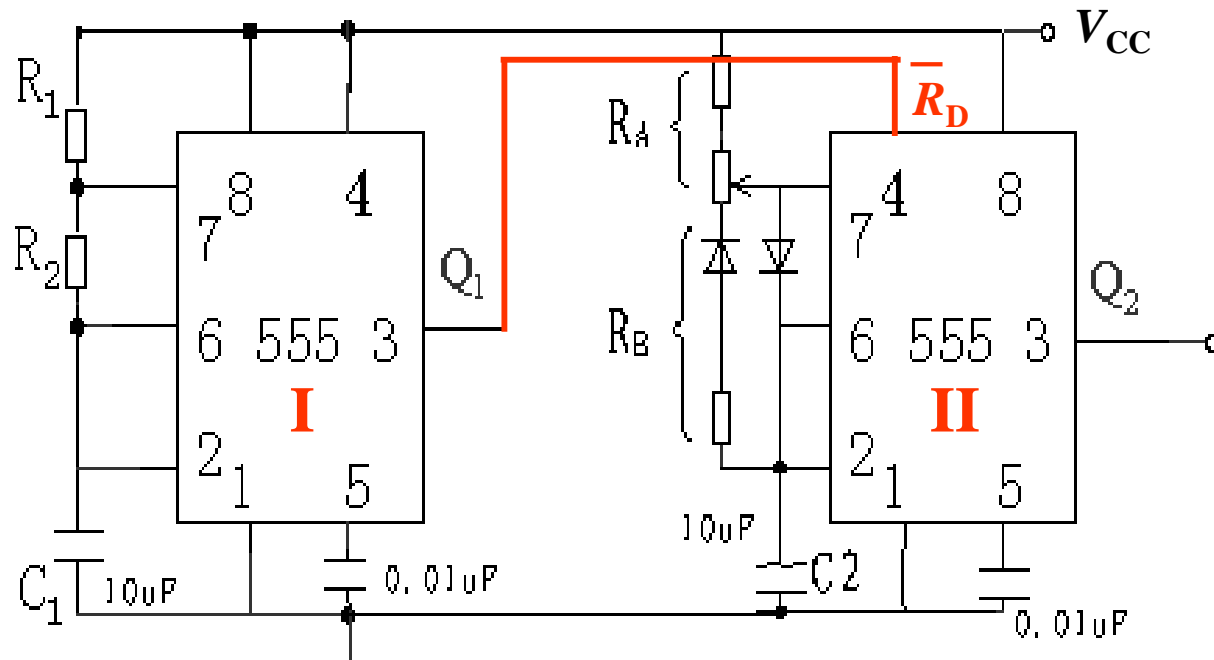 V_CC
R_1
R̅_D
R_A
8 4
4 8
7
7
R_2
Q_1
Q_2
6 555 3
R_B
6 555 3
I
II
2
2
1 5
1 5
10uF
C_1
10uF
0.01uF
C2
0.01uF